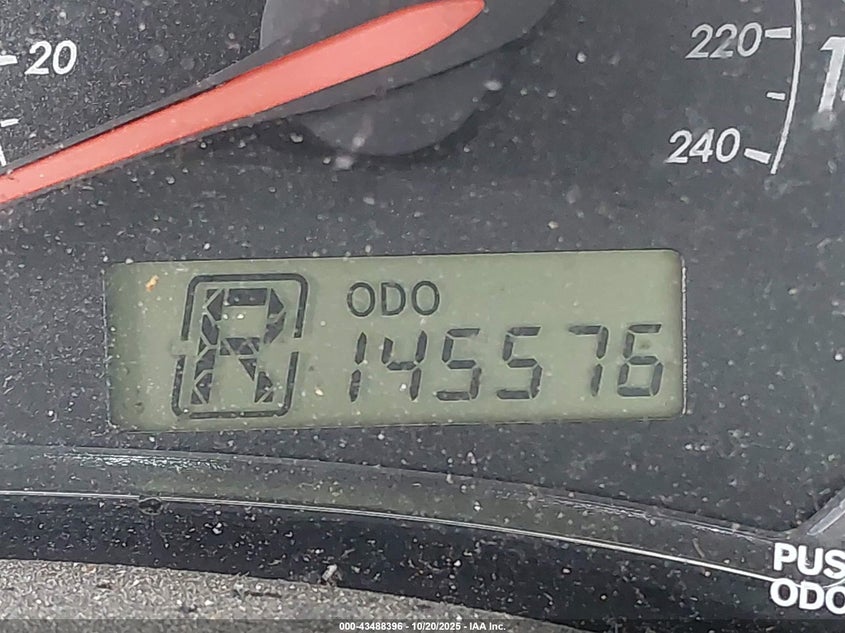 20
220
240
R
ODO
145576
PUS
ODO
000-43488396 - 10/20/2025 - IAA Inc.